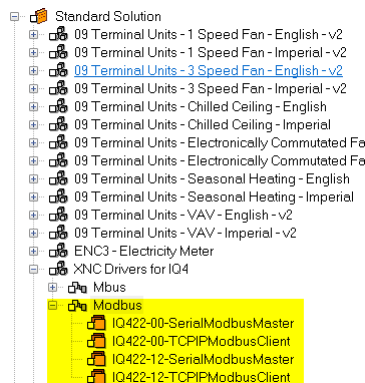 Standard Solution
09 Terminal Units - 1 Speed Fan - English - v2
09 Terminal Units - 1 Speed Fan - Imperial - v2
09 Terminal Units - 3 Speed Fan - English - v2
09 Terminal Units - 3 Speed Fan - Imperial - v2
09 Terminal Units - Chilled Ceiling - English
09 Terminal Units - Chilled Ceiling - Imperial
09 Terminal Units - Electronically Commutated Fa
09 Terminal Units - Electronically Commutated Fa
09 Terminal Units - Seasonal Heating - English
09 Terminal Units - Seasonal Heating - Imperial
09 Terminal Units - VAV - English - v2
09 Terminal Units - VAV - Imperial - v2
ENC3 - Electricity Meter
XNC Drivers for IQ4
Mbus
Modbus
IQ422-00-SerialModbusMaster
IQ422-00-TCPIPModbusClient
IQ422-12-SerialModbusMaster
IQ422-12-TCPIPModbusClient